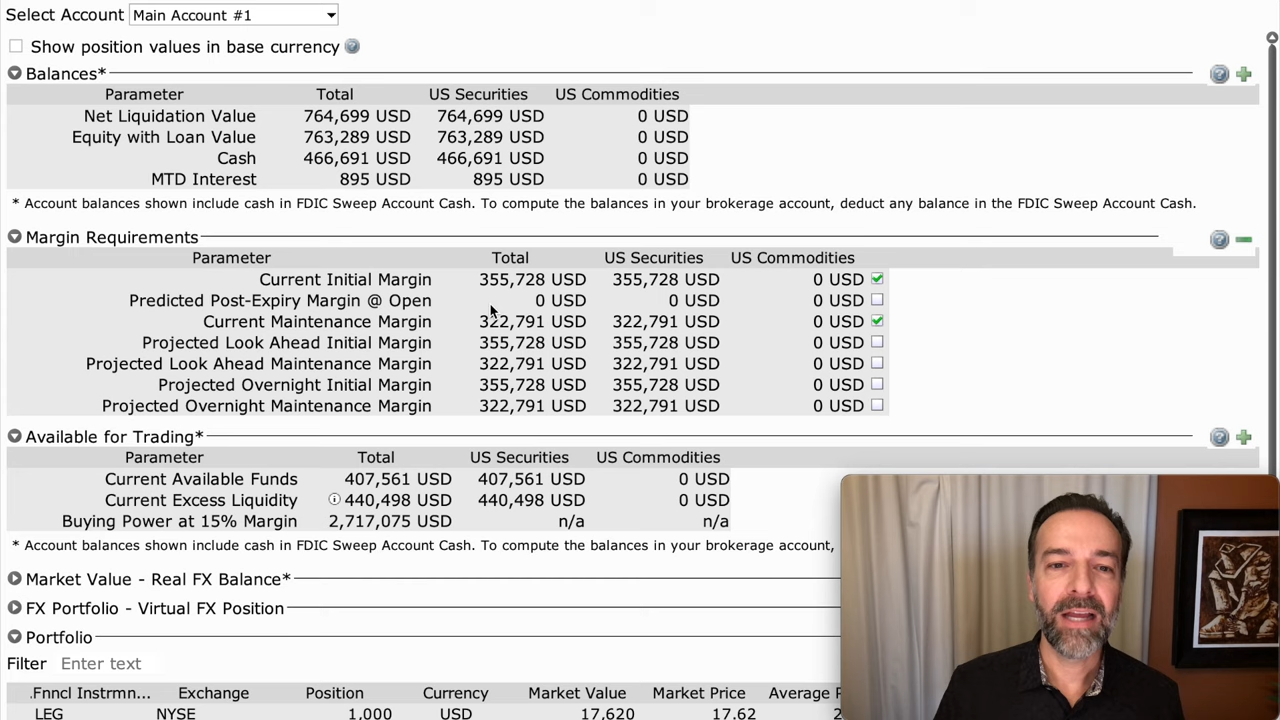 Select Account Main Account #1
Show position values in base currency
Balances*
Parameter Total US Securities US Commodities
Net Liquidation Value 764,699 USD 764,699 USD 0 USD
Equity with Loan Value 763,289 USD 763,289 USD 0 USD
Cash 466,691 USD 466,691 USD 0 USD
MTD Interest 895 USD 895 USD 0 USD
* Account balances shown include cash in FDIC Sweep Account Cash. To compute the balances in your brokerage account, deduct any balance in the FDIC Sweep Account Cash.
Margin Requirements
Parameter Total US Securities US Commodities
Current Initial Margin 355,728 USD 355,728 USD 0 USD
Predicted Post-Expiry Margin @ Open 0 USD 0 USD 0 USD
Current Maintenance Margin 322,791 USD 322,791 USD 0 USD
Projected Look Ahead Initial Margin 355,728 USD 355,728 USD 0 USD
Projected Look Ahead Maintenance Margin 322,791 USD 322,791 USD 0 USD
Projected Overnight Initial Margin 355,728 USD 355,728 USD 0 USD
Projected Overnight Maintenance Margin 322,791 USD 322,791 USD 0 USD
Available for Trading*
Parameter Total US Securities US Commodities
Current Available Funds 407,561 USD 407,561 USD 0 USD
Current Excess Liquidity 440,498 USD 440,498 USD 0 USD
Buying Power at 15% Margin 2,717,075 USD n/a n/a
* Account balances shown include cash in FDIC Sweep Account Cash. To compute the balances in your brokerage account,
Market Value - Real FX Balance*
FX Portfolio - Virtual FX Position
Portfolio
Filter Enter text
.Fnncl Instrmn... Exchange Position Currency Market Value Market Price Average
LEG NYSE 1,000 USD 17,620 17.62